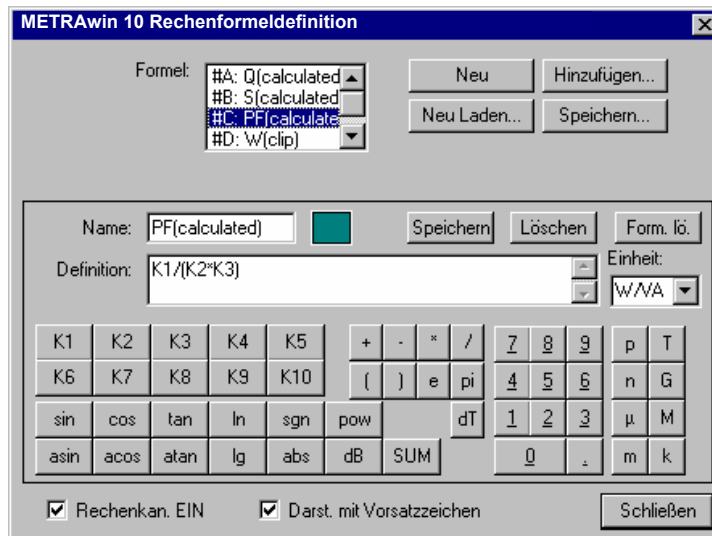 METRAwin 10 Rechenformeldefinition
Formel:
#A: Q(calculated
#B: S(calculated
#C: PF(calculate
#D: W(clip)
Neu
Hinzufügen...
Neu Laden...
Speichern...
Name:
PF(calculated)
Speichern
Löschen
Form. lö.
Definition:
K1/(K2*K3)
Einheit:
W/VA
K1 K2 K3 K4 K5 + - * / 7 8 9 p T
K6 K7 K8 K9 K10 ( ) e pi 4 5 6 n G
sin cos tan ln sgn pow dT 1 2 3 µ M
asin acos atan lg abs dB SUM 0 . m k
Rechenkan. EIN
Darst. mit Vorsatzzeichen
Schließen